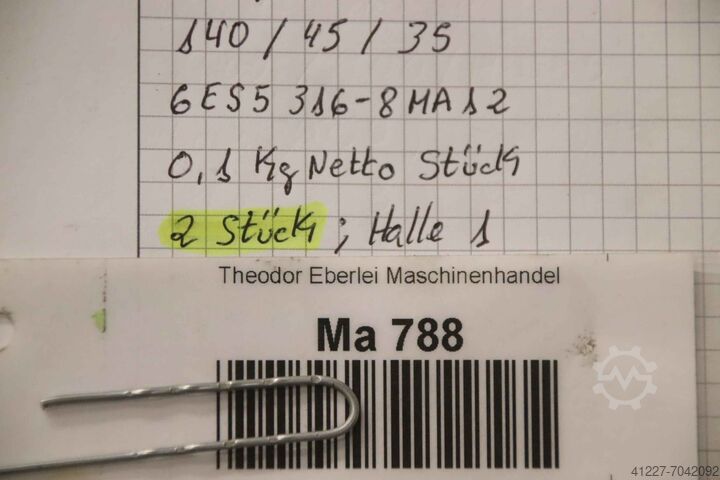 140 / 45 / 35
6ES5 316-8MA12
0,1 Kg Netto Stück
2 Stück ; Halle 1
Theodor Eberlei Maschinenhandel
Ma 788
41227-7042092